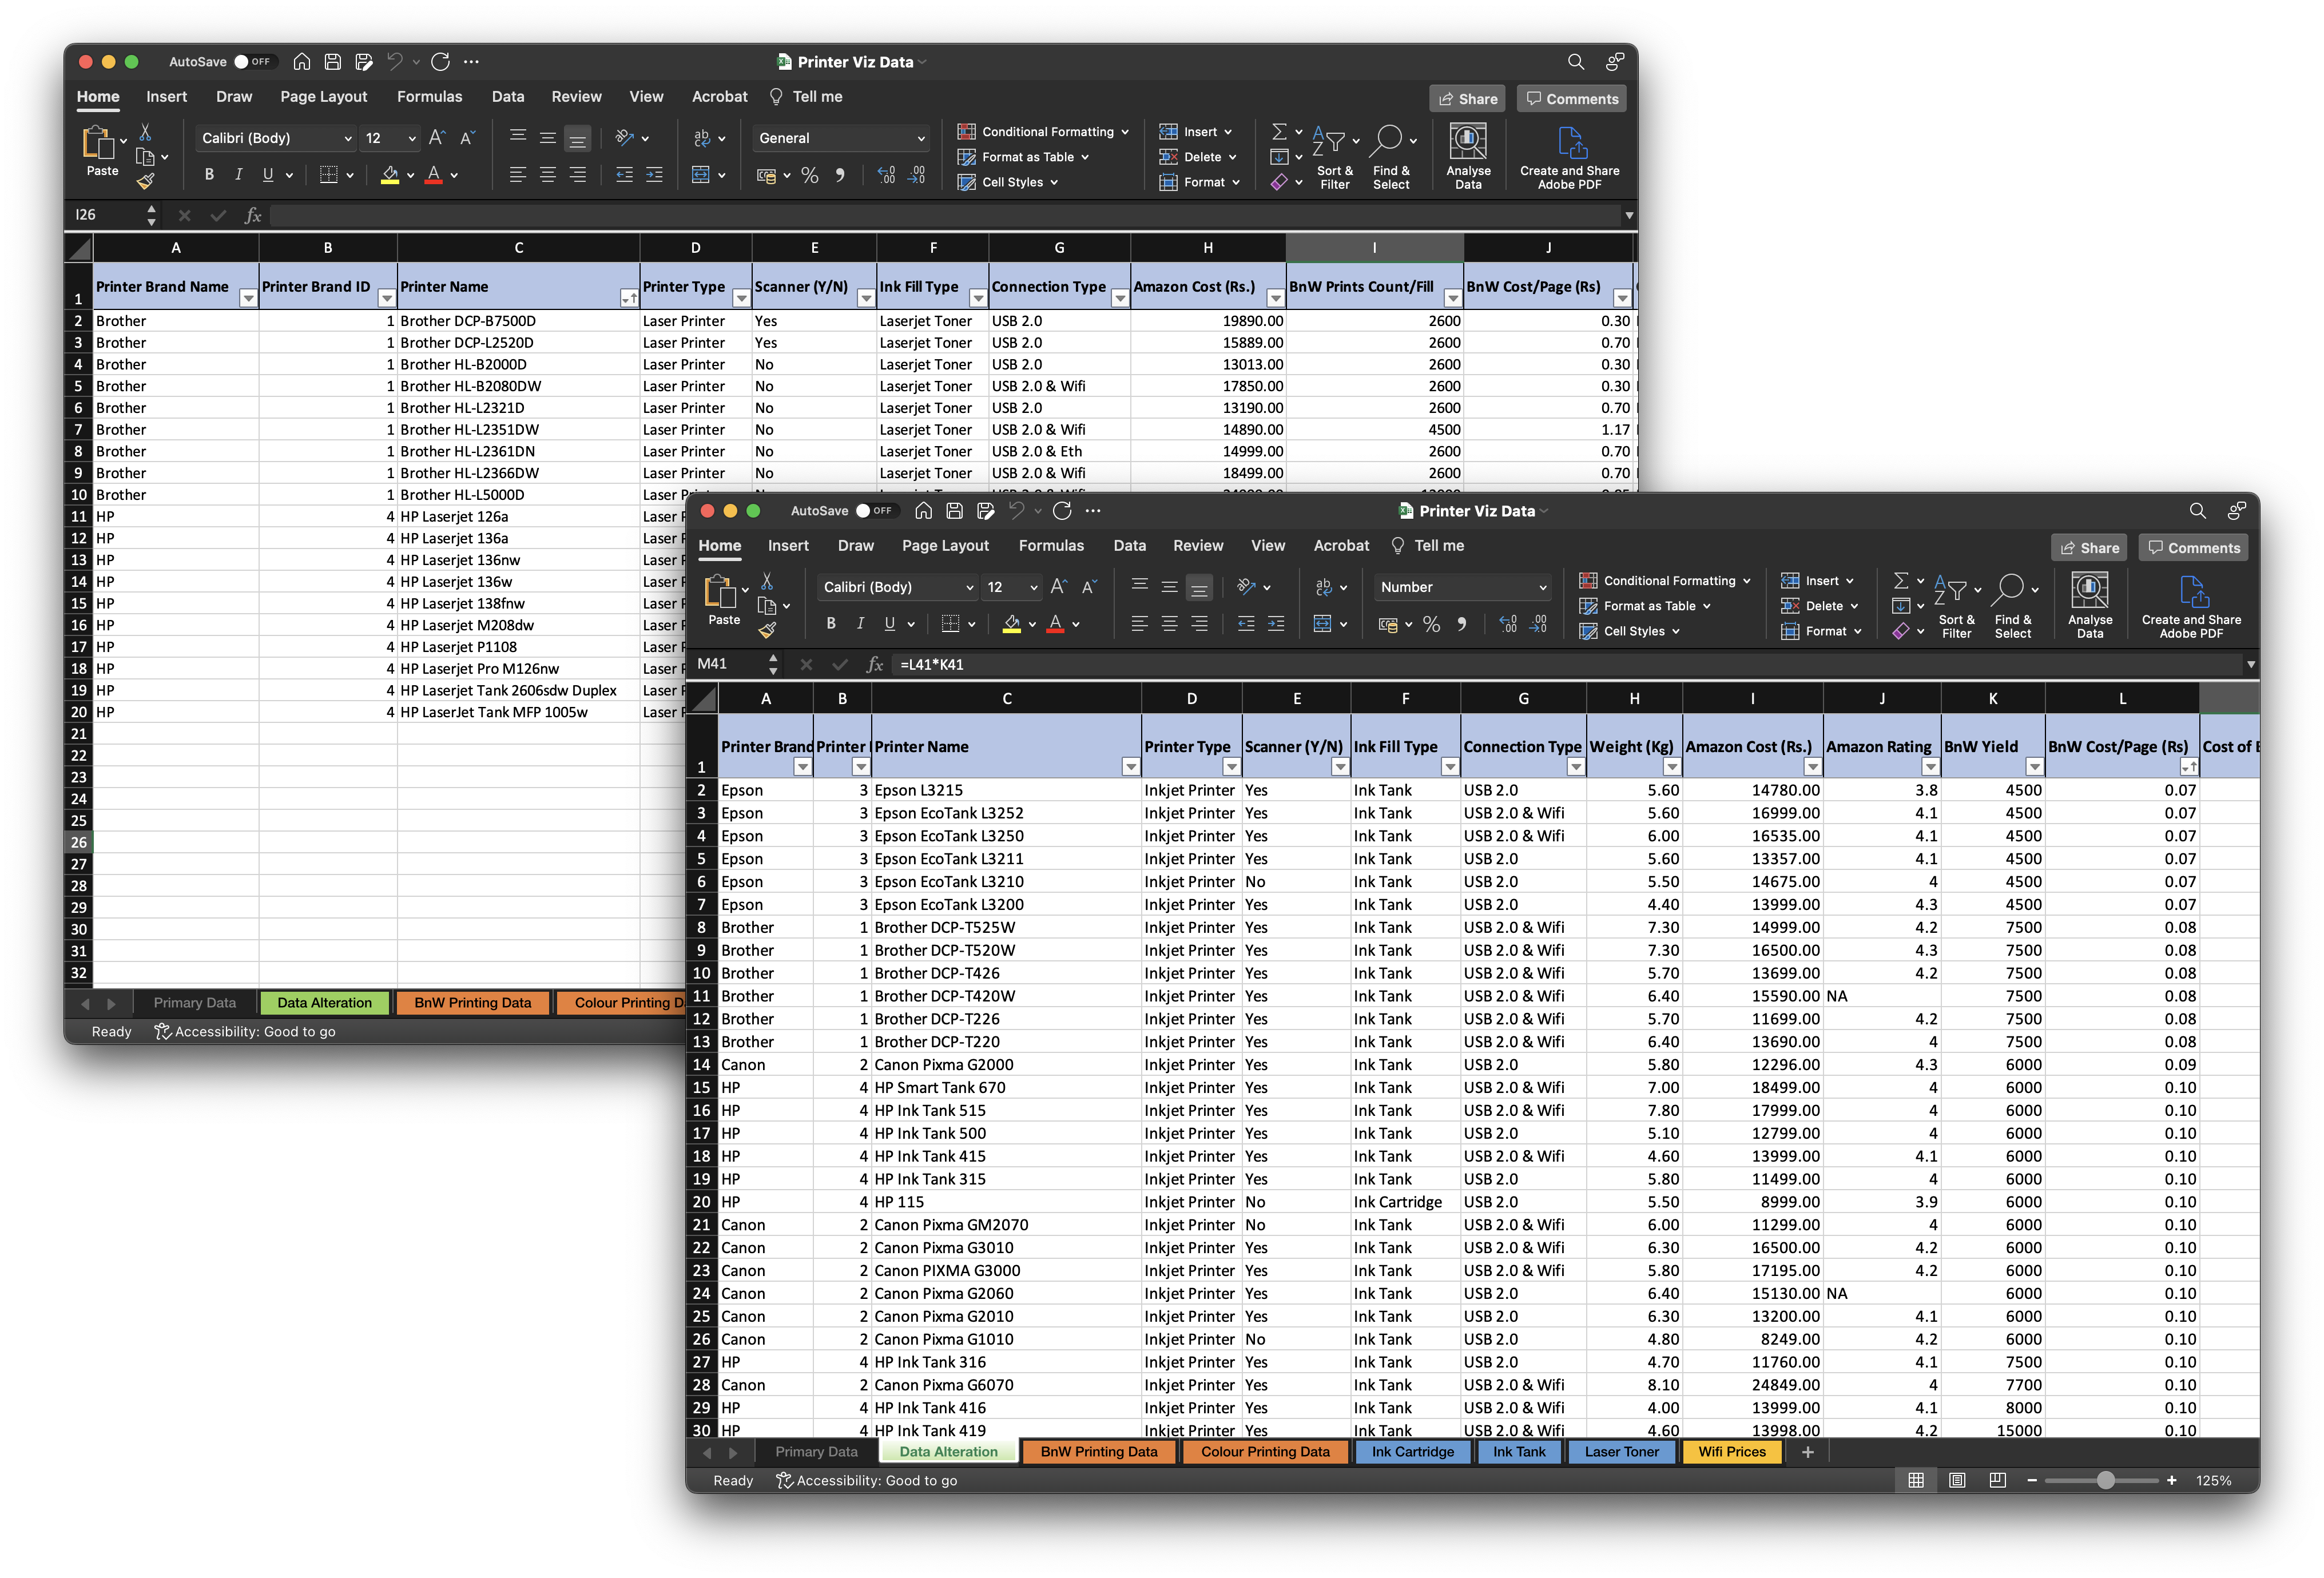 AutoSave OFF Printer Viz Data
Home Insert Draw Page Layout Formulas Data Review View Acrobat Tell me Share Comments
Paste Calibri (Body) 12 General Conditional Formatting Format as Table Cell Styles Insert Delete Format Sort & Filter Find & Select Analyse Data Create and Share Adobe PDF
I26 fx
A B C D E F G H I J
1 Printer Brand Name Printer Brand ID Printer Name Printer Type Scanner (Y/N) Ink Fill Type Connection Type Amazon Cost (Rs.) BnW Prints Count/Fill BnW Cost/Page (Rs)
2 Brother 1 Brother DCP-B7500D Laser Printer Yes Laserjet Toner USB 2.0 19890.00 2600 0.30
3 Brother 1 Brother DCP-L2520D Laser Printer Yes Laserjet Toner USB 2.0 15889.00 2600 0.70
4 Brother 1 Brother HL-B2000D Laser Printer No Laserjet Toner USB 2.0 13013.00 2600 0.30
5 Brother 1 Brother HL-B2080DW Laser Printer No Laserjet Toner USB 2.0 & Wifi 17850.00 2600 0.30
6 Brother 1 Brother HL-L2321D Laser Printer No Laserjet Toner USB 2.0 13190.00 2600 0.70
7 Brother 1 Brother HL-L2351DW Laser Printer No Laserjet Toner USB 2.0 & Wifi 14890.00 4500 1.17
8 Brother 1 Brother HL-L2361DN Laser Printer No Laserjet Toner USB 2.0 & Eth 14999.00 2600 0.70
9 Brother 1 Brother HL-L2366DW Laser Printer No Laserjet Toner USB 2.0 & Wifi 18499.00 2600 0.70
10 Brother 1 Brother HL-L5000D Laser
11 HP 4 HP Laserjet 126a Laser
12 HP 4 HP Laserjet 136a Laser
13 HP 4 HP Laserjet 136nw Laser
14 HP 4 HP Laserjet 136w Laser
15 HP 4 HP Laserjet 138fnw Laser
16 HP 4 HP Laserjet M208dw Laser
17 HP 4 HP Laserjet P1108 Laser
18 HP 4 HP Laserjet Pro M126nw Laser
19 HP 4 HP Laserjet Tank 2606sdw Duplex Laser
20 HP 4 HP LaserJet Tank MFP 1005w Laser
21
22
23
24
25
26
27
28
29
30
31
32
Primary Data Data Alteration BnW Printing Data Colour Printing
Ready Accessibility: Good to go
AutoSave OFF Printer Viz Data
Home Insert Draw Page Layout Formulas Data Review View Acrobat Tell me Share Comments
Paste Calibri (Body) 12 Number Conditional Formatting Format as Table Cell Styles Insert Delete Format Sort & Filter Find & Select Analyse Data Create and Share Adobe PDF
M41 fx =L41*K41
A B C D E F G H I J K L
1 Printer Brand Printer Printer Name Printer Type Scanner (Y/N) Ink Fill Type Connection Type Weight (Kg) Amazon Cost (Rs.) Amazon Rating BnW Yield BnW Cost/Page (Rs) Cost of
2 Epson 3 Epson L3215 Inkjet Printer Yes Ink Tank USB 2.0 5.60 14780.00 3.8 4500 0.07
3 Epson 3 Epson EcoTank L3252 Inkjet Printer Yes Ink Tank USB 2.0 & Wifi 5.60 16999.00 4.1 4500 0.07
4 Epson 3 Epson EcoTank L3250 Inkjet Printer Yes Ink Tank USB 2.0 & Wifi 6.00 16535.00 4.1 4500 0.07
5 Epson 3 Epson EcoTank L3211 Inkjet Printer Yes Ink Tank USB 2.0 5.60 13357.00 4.1 4500 0.07
6 Epson 3 Epson EcoTank L3210 Inkjet Printer No Ink Tank USB 2.0 5.50 14675.00 4 4500 0.07
7 Epson 3 Epson EcoTank L3200 Inkjet Printer Yes Ink Tank USB 2.0 4.40 13999.00 4.3 4500 0.07
8 Brother 1 Brother DCP-T525W Inkjet Printer Yes Ink Tank USB 2.0 & Wifi 7.30 14999.00 4.2 7500 0.08
9 Brother 1 Brother DCP-T520W Inkjet Printer Yes Ink Tank USB 2.0 & Wifi 7.30 16500.00 4.3 7500 0.08
10 Brother 1 Brother DCP-T426 Inkjet Printer Yes Ink Tank USB 2.0 & Wifi 5.70 13699.00 4.2 7500 0.08
11 Brother 1 Brother DCP-T420W Inkjet Printer Yes Ink Tank USB 2.0 & Wifi 6.40 15590.00 NA 7500 0.08
12 Brother 1 Brother DCP-T226 Inkjet Printer Yes Ink Tank USB 2.0 & Wifi 5.70 11699.00 4.2 7500 0.08
13 Brother 1 Brother DCP-T220 Inkjet Printer Yes Ink Tank USB 2.0 & Wifi 6.40 13690.00 4 7500 0.08
14 Canon 2 Canon Pixma G2000 Inkjet Printer Yes Ink Tank USB 2.0 5.80 12296.00 4.3 6000 0.09
15 HP 4 HP Smart Tank 670 Inkjet Printer Yes Ink Tank USB 2.0 & Wifi 7.00 18499.00 4 6000 0.10
16 HP 4 HP Ink Tank 515 Inkjet Printer Yes Ink Tank USB 2.0 & Wifi 7.80 17999.00 4 6000 0.10
17 HP 4 HP Ink Tank 500 Inkjet Printer Yes Ink Tank USB 2.0 5.10 12799.00 4 6000 0.10
18 HP 4 HP Ink Tank 415 Inkjet Printer Yes Ink Tank USB 2.0 & Wifi 4.60 13999.00 4.1 6000 0.10
19 HP 4 HP Ink Tank 315 Inkjet Printer Yes Ink Tank USB 2.0 5.80 11499.00 4 6000 0.10
20 HP 4 HP 115 Inkjet Printer No Ink Cartridge USB 2.0 5.50 8999.00 3.9 6000 0.10
21 Canon 2 Canon Pixma GM2070 Inkjet Printer No Ink Tank USB 2.0 & Wifi 6.00 11299.00 4 6000 0.10
22 Canon 2 Canon Pixma G3010 Inkjet Printer Yes Ink Tank USB 2.0 & Wifi 6.30 16500.00 4.2 6000 0.10
23 Canon 2 Canon PIXMA G3000 Inkjet Printer Yes Ink Tank USB 2.0 & Wifi 5.80 17195.00 4.2 6000 0.10
24 Canon 2 Canon Pixma G2060 Inkjet Printer Yes Ink Tank USB 2.0 6.40 15130.00 NA 6000 0.10
25 Canon 2 Canon Pixma G2010 Inkjet Printer Yes Ink Tank USB 2.0 6.30 13200.00 4.1 6000 0.10
26 Canon 2 Canon Pixma G1010 Inkjet Printer No Ink Tank USB 2.0 4.80 8249.00 4.2 6000 0.10
27 HP 4 HP Ink Tank 316 Inkjet Printer Yes Ink Tank USB 2.0 4.70 11760.00 4.1 7500 0.10
28 Canon 2 Canon Pixma G6070 Inkjet Printer Yes Ink Tank USB 2.0 & Wifi 8.10 24849.00 4 7700 0.10
29 HP 4 HP Ink Tank 416 Inkjet Printer Yes Ink Tank USB 2.0 & Wifi 4.00 13999.00 4.1 8000 0.10
30 HP 4 HP Ink Tank 419 Inkjet Printer Yes Ink Tank USB 2.0 & Wifi 4.60 13998.00 4.2 15000 0.10
Primary Data Data Alteration BnW Printing Data Colour Printing Data Ink Cartridge Ink Tank Laser Toner Wifi Prices +
Ready Accessibility: Good to go 125%